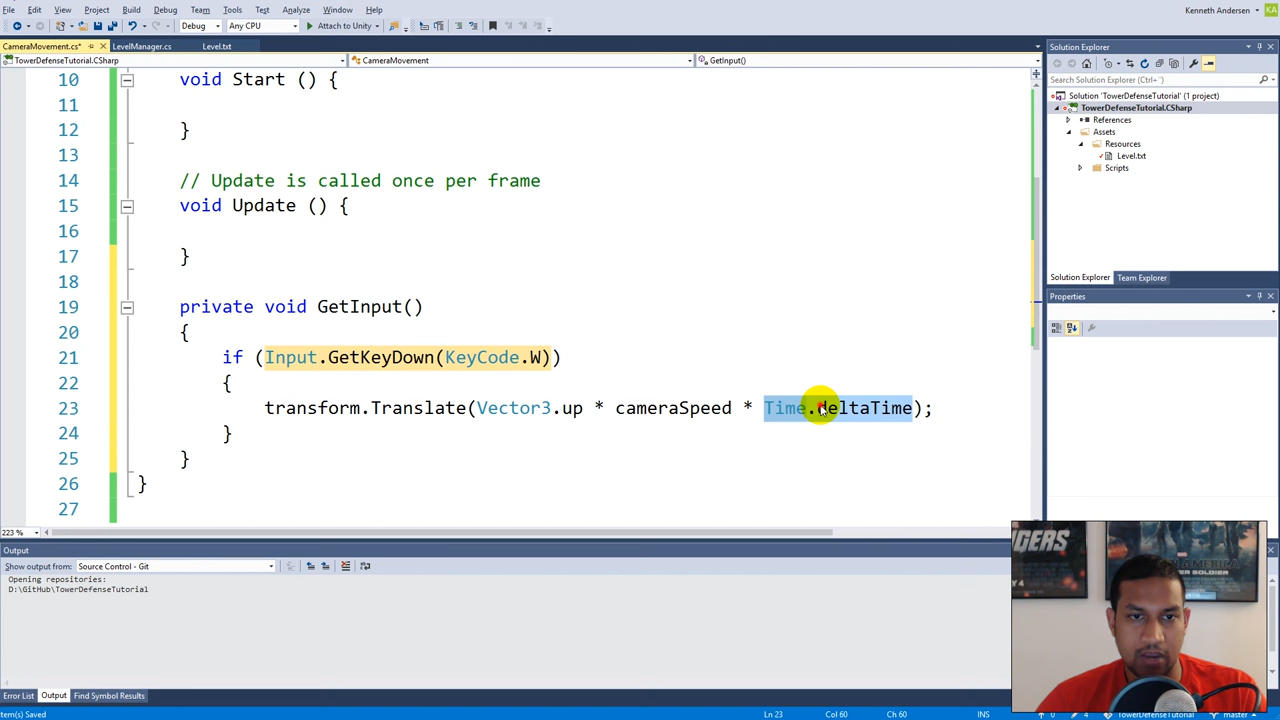 File Edit View Project Build Debug Team Tools Test Analyze Window Help
Kenneth Andersen KA
Debug Any CPU Attach to Unity
CameraMovement.cs* LevelManager.cs Level.txt
TowerDefenseTutorial.CSharp CameraMovement GetInput()
10 void Start () {
11
12 }
13
14 // Update is called once per frame
15 void Update () {
16
17 }
18
19 private void GetInput()
20 {
21 if (Input.GetKeyDown(KeyCode.W))
22 {
23 transform.Translate(Vector3.up * cameraSpeed * Time.deltaTime);
24 }
25 }
26 }
27
223 %
Output
Show output from: Source Control - Git
Opening repositories:
D:\GitHub\TowerDefenseTutorial
Error List Output Find Symbol Results
Item(s) Saved Ln 23 Col 60 Ch 60 INS 0 4 TowerDefenseTutorial master
Solution Explorer
Search Solution Explorer (Ctrl+¨)
Solution 'TowerDefenseTutorial' (1 project)
TowerDefenseTutorial.CSharp
References
Assets
Resources
Level.txt
Scripts
Solution Explorer Team Explorer
Properties